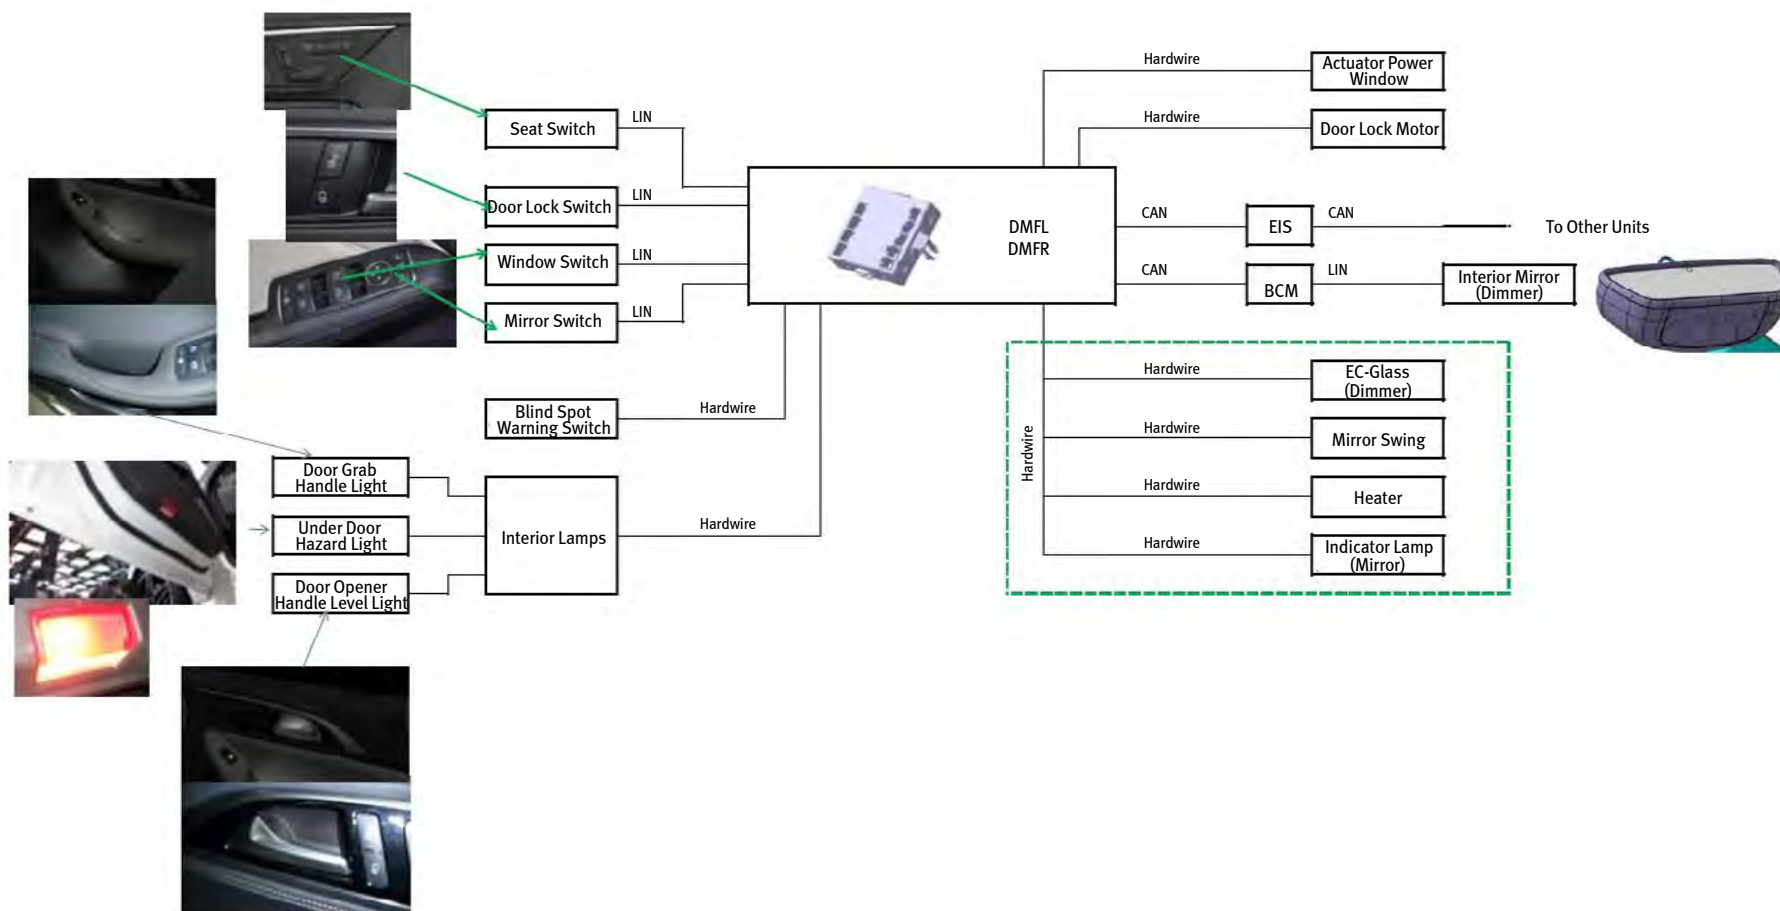 Hardwire
Actuator Power
Window
Hardwire
Door Lock Motor
Seat Switch
LIN
Door Lock Switch
LIN
Window Switch
LIN
Mirror Switch
LIN
DMFL
DMFR
CAN
EIS
CAN
To Other Units
CAN
BCM
LIN
Interior Mirror
(Dimmer)
Blind Spot
Warning Switch
Hardwire
Door Grab
Handle Light
Under Door
Hazard Light
Door Opener
Handle Level Light
Interior Lamps
Hardwire
Hardwire
Hardwire
EC-Glass
(Dimmer)
Hardwire
Mirror Swing
Hardwire
Heater
Hardwire
Indicator Lamp
(Mirror)